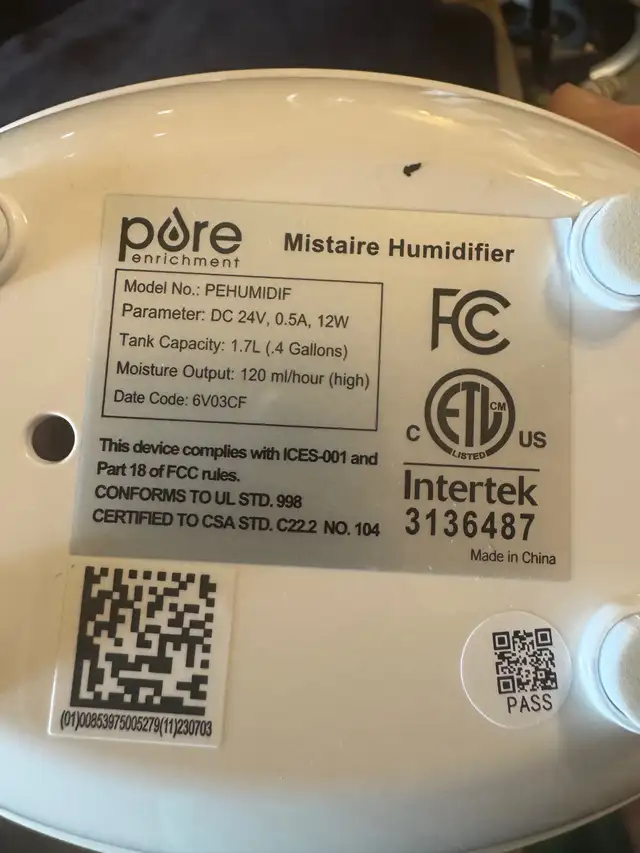 pure
enrichment
Mistaire Humidifier
Model No.: PEHUMIDIF
Parameter: DC 24V, 0.5A, 12W
Tank Capacity: 1.7L (.4 Gallons)
Moisture Output: 120 ml/hour (high)
Date Code: 6V03CF
FC
ETL CM
C US
LISTED
Intertek
3136487
This device complies with ICES-001 and
Part 18 of FCC rules.
CONFORMS TO UL STD. 998
CERTIFIED TO CSA STD. C22.2 NO. 104
Made in China
(01)00853975005279(11)230703
PASS